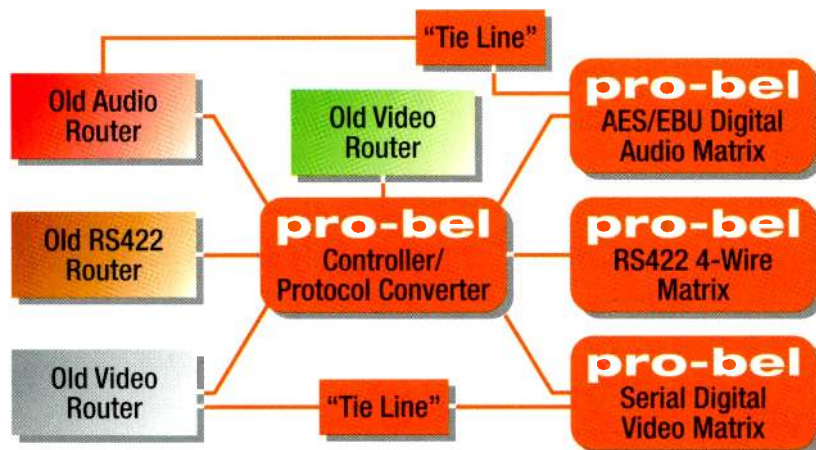 “Tie Line”
Old Audio
Router
Old Video
Router
pro-bel
AES/EBU Digital
Audio Matrix
Old RS422
Router
pro-bel
Controller/
Protocol Converter
pro-bel
RS422 4-Wire
Matrix
Old Video
Router
“Tie Line”
pro-bel
Serial Digital
Video Matrix